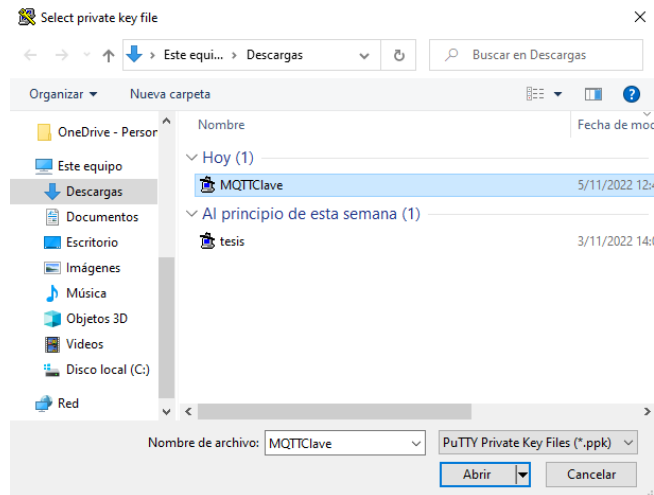 Select private key file
Este equi... > Descargas
Buscar en Descargas
Organizar
Nueva carpeta
Nombre
Fecha de mod
OneDrive - Person
Este equipo
Descargas
Documentos
Escritorio
Imágenes
Música
Objetos 3D
Videos
Disco local (C:)
Red
Hoy (1)
MQTTClave
5/11/2022 12:4
Al principio de esta semana (1)
tesis
3/11/2022 14:0
Nombre de archivo: MQTTClave
PuTTY Private Key Files (*.ppk)
Abrir
Cancelar